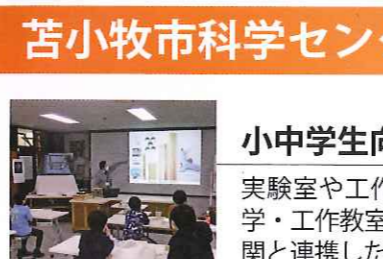 苫小牧市科学セン
小中学生向
実験室や工作
学・工作教室
関と連携した